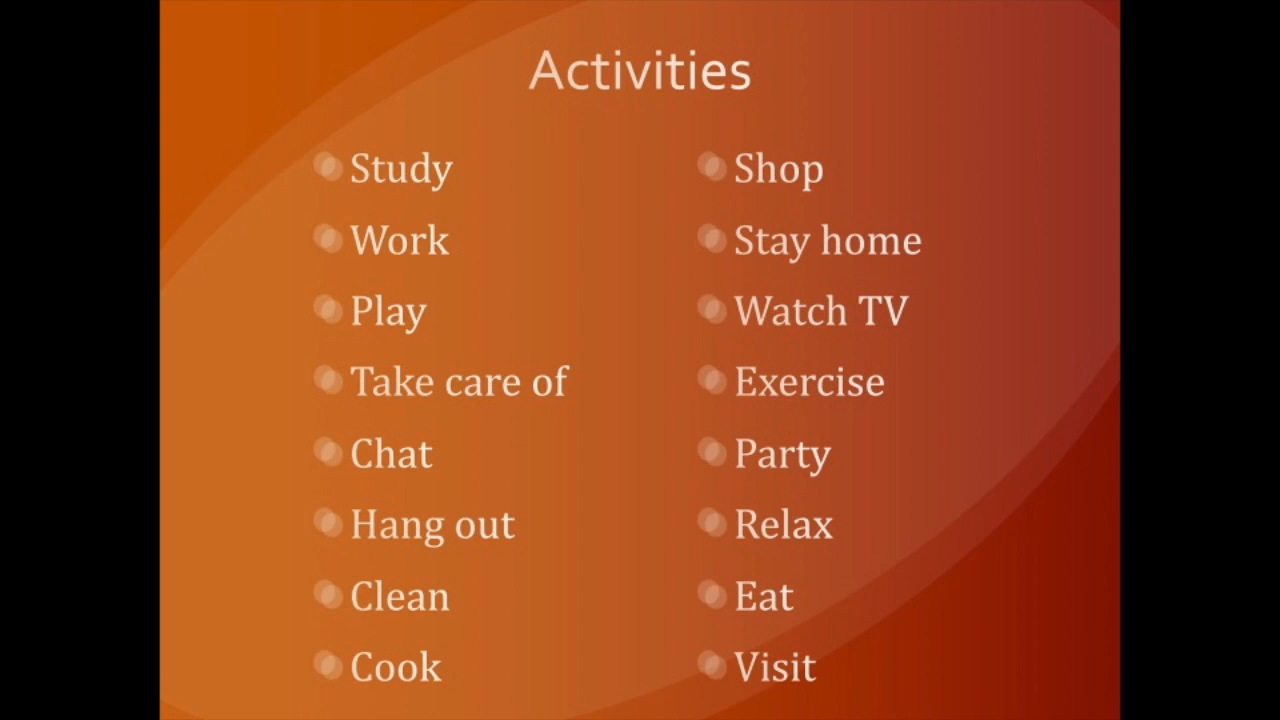 Activities
Study
Work
Play
Take care of
Chat
Hang out
Clean
Cook
Shop
Stay home
Watch TV
Exercise
Party
Relax
Eat
Visit